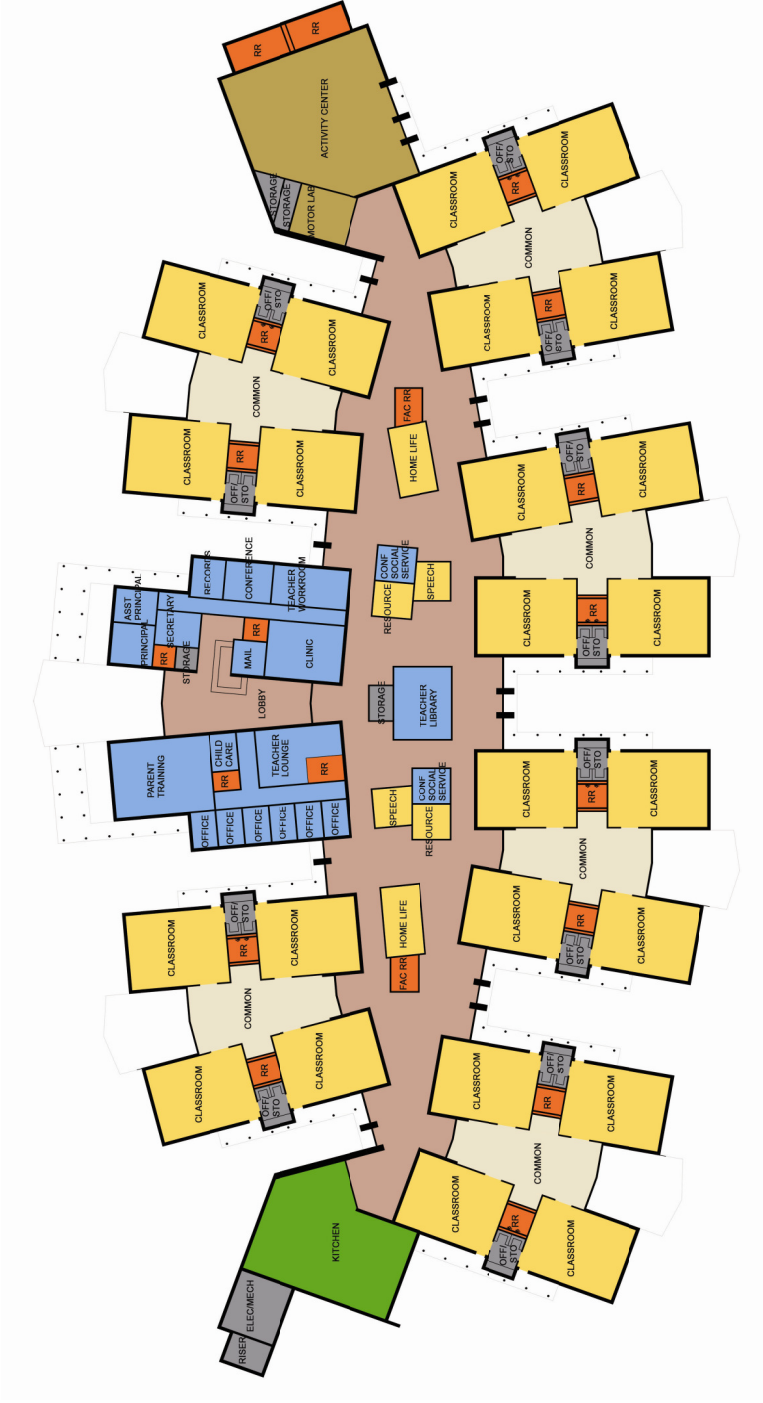 RR
RR
ACTIVITY CENTER
STORAGE
STORAGE
MOTOR LAB
CLASSROOM
OFF/
STO
RR
CLASSROOM
COMMON
CLASSROOM
RR
OFF/
STO
CLASSROOM
CLASSROOM
OFF/
STO
RR
CLASSROOM
COMMON
CLASSROOM
RR
OFF/
STO
CLASSROOM
FAC RR
HOME LIFE
CLASSROOM
OFF/
STO
RR
CLASSROOM
COMMON
CLASSROOM
RR
OFF/
STO
CLASSROOM
RECORDS
CONFERENCE
TEACHER
WORKROOM
ASST
PRINCIPAL
PRINCIPAL
SECRETARY
RR
STORAGE
RR
MAIL
CLINIC
LOBBY
CONF
SOCIAL
SERVICE
RESOURCE
SPEECH
STORAGE
TEACHER
LIBRARY
PARENT
TRAINING
CHILD
CARE
RR
TEACHER
LOUNGE
RR
OFFICE
OFFICE
OFFICE
OFFICE
OFFICE
OFFICE
SPEECH
CONF
SOCIAL
SERVICE
RESOURCE
CLASSROOM
OFF/
STO
RR
CLASSROOM
COMMON
CLASSROOM
RR
OFF/
STO
CLASSROOM
HOME LIFE
FAC RR
CLASSROOM
OFF/
STO
RR
CLASSROOM
COMMON
CLASSROOM
RR
OFF/
STO
CLASSROOM
CLASSROOM
OFF/
STO
RR
CLASSROOM
COMMON
CLASSROOM
RR
OFF/
STO
CLASSROOM
KITCHEN
ELEC/MECH
RISER